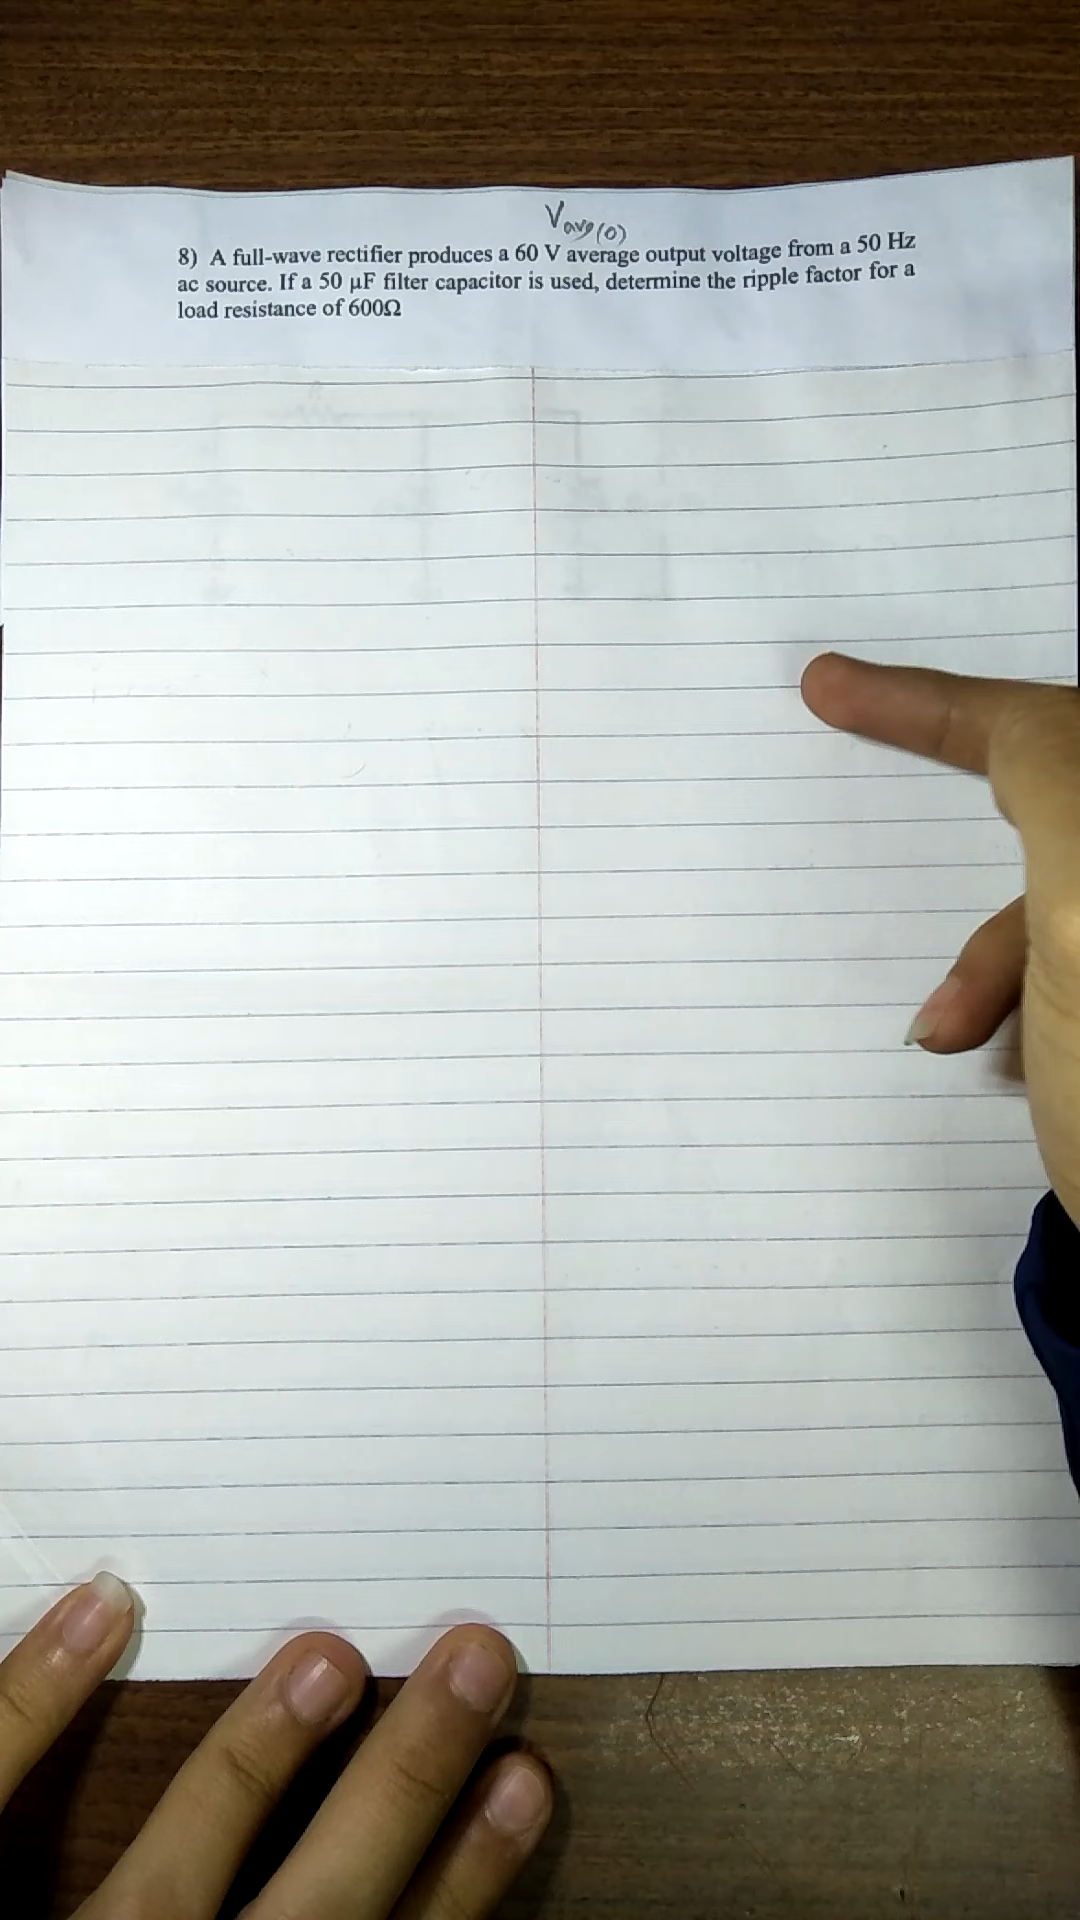 Vavg(0)
8) A full-wave rectifier produces a 60 V average output voltage from a 50 Hz
ac source. If a 50 μF filter capacitor is used, determine the ripple factor for a
load resistance of 600Ω